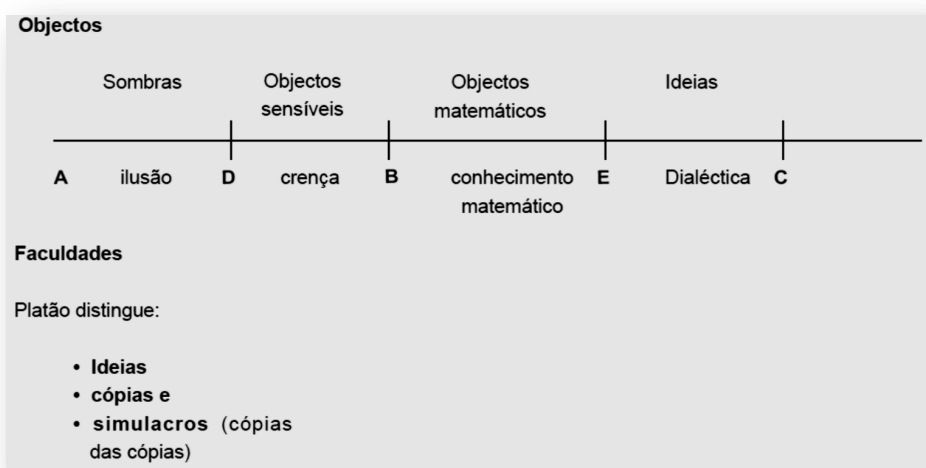 Objectos
Sombras Objectos Objectos Ideias
sensíveis matemáticos
A ilusão D crença B conhecimento E Dialéctica C
matemático
Faculdades
Platão distingue:
• Ideias
• cópias e
• simulacros (cópias
das cópias)